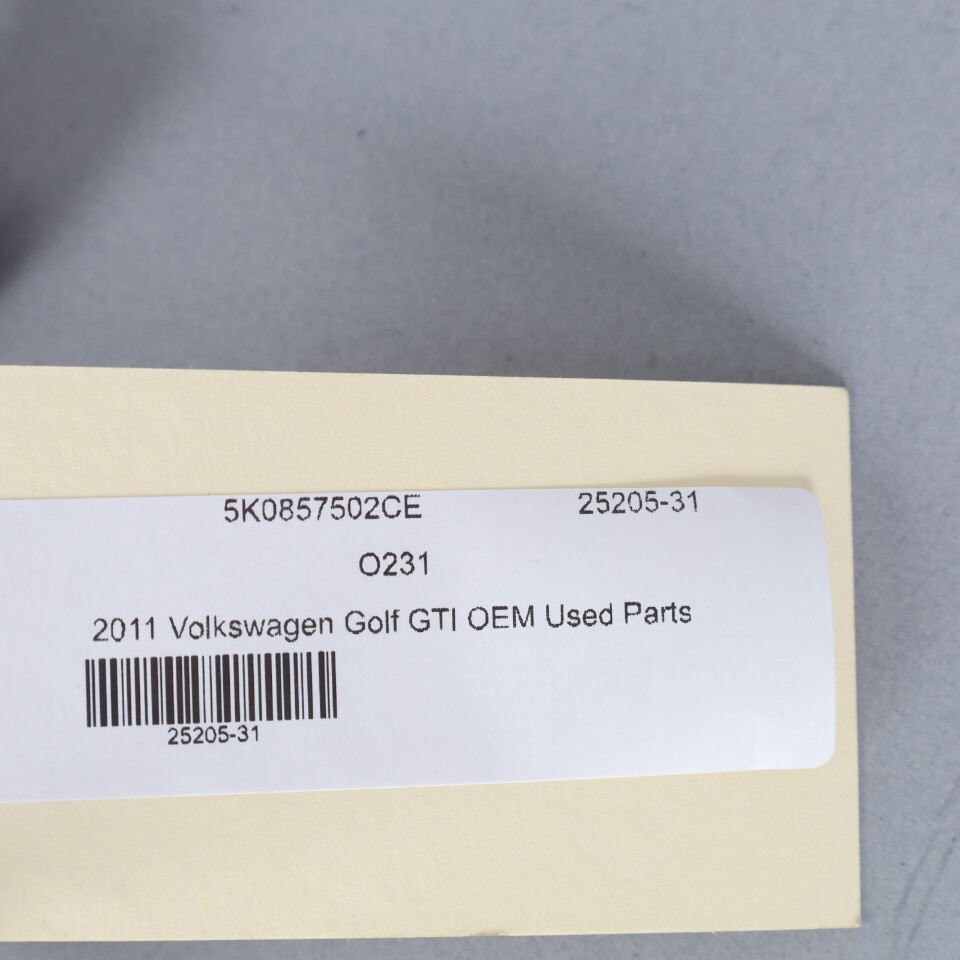 5K0857502CE 25205-31
O231
2011 Volkswagen Golf GTI OEM Used Parts
25205-31